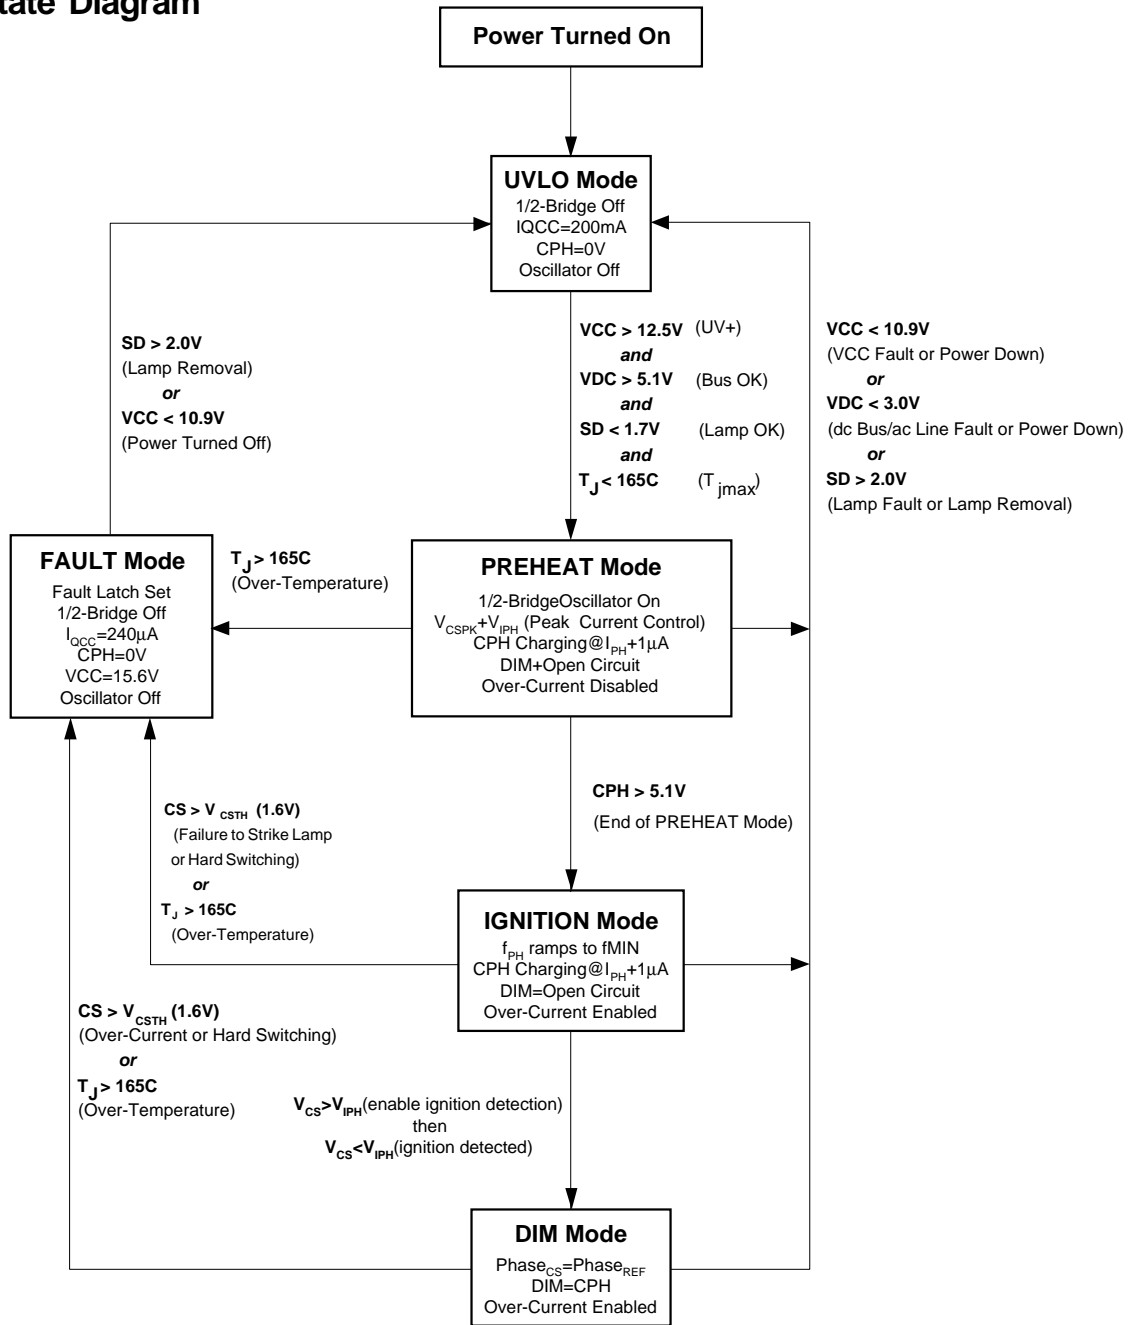 tate Diagram
Power Turned On
UVLO Mode
1/2-Bridge Off
IQCC=200mA
CPH=0V
Oscillator Off
SD > 2.0V
(Lamp Removal)
or
VCC < 10.9V
(Power Turned Off)
VCC > 12.5V (UV+)
and
VDC > 5.1V (Bus OK)
and
SD < 1.7V (Lamp OK)
and
TJ < 165C (Tjmax)
VCC < 10.9V
(VCC Fault or Power Down)
or
VDC < 3.0V
(dc Bus/ac Line Fault or Power Down)
or
SD > 2.0V
(Lamp Fault or Lamp Removal)
FAULT Mode
Fault Latch Set
1/2-Bridge Off
IQCC=240μA
CPH=0V
VCC=15.6V
Oscillator Off
TJ > 165C
(Over-Temperature)
PREHEAT Mode
1/2-BridgeOscillator On
VCSPK+VIPH (Peak Current Control)
CPH Charging@IPH+1μA
DIM+Open Circuit
Over-Current Disabled
CPH > 5.1V
(End of PREHEAT Mode)
CS > VCSTH (1.6V)
(Failure to Strike Lamp
or Hard Switching)
or
TJ > 165C
(Over-Temperature)
IGNITION Mode
fPH ramps to fMIN
CPH Charging@IPH+1μA
DIM=Open Circuit
Over-Current Enabled
CS > VCSTH (1.6V)
(Over-Current or Hard Switching)
or
TJ > 165C
(Over-Temperature)
VCS>VIPH(enable ignition detection)
then
VCS<VIPH(ignition detected)
DIM Mode
PhaseCS=PhaseREF
DIM=CPH
Over-Current Enabled